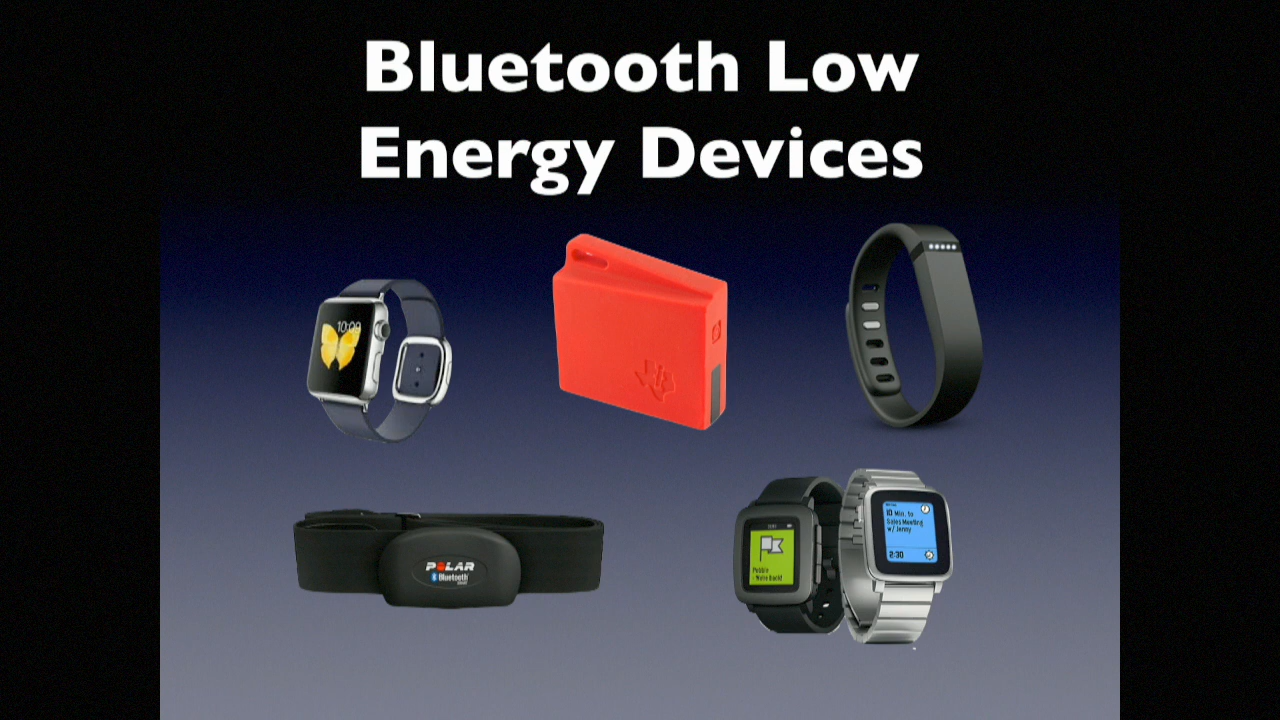 Bluetooth Low
Energy Devices
10:09
POLAR
Bluetooth
10 Min. to
Sales Meeting
w/ Jenny
2:30
Pebble
- We're back!